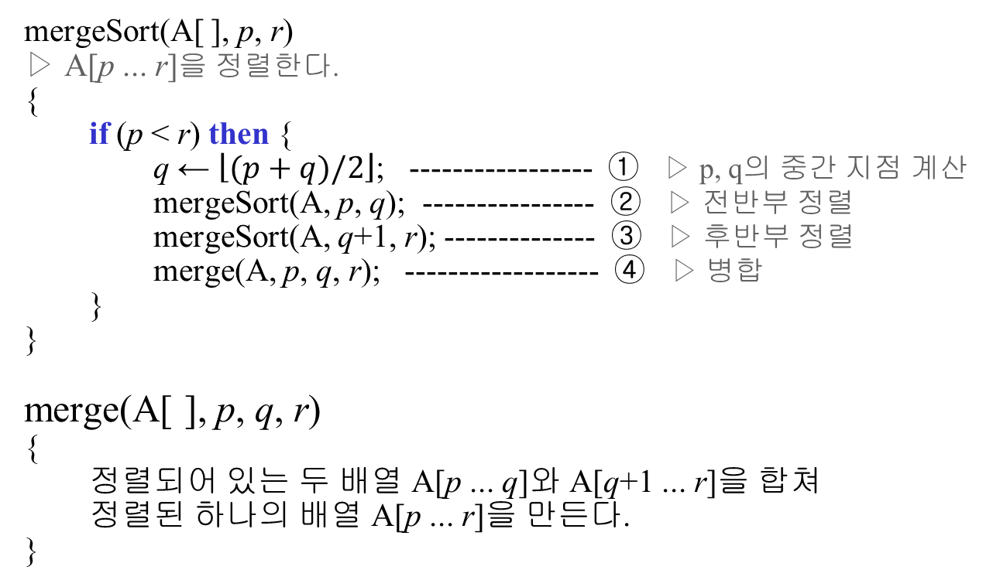 mergeSort(A[ ], p, r)
▷ A[p ... r]을 정렬한다.
{
if (p < r) then {
q ← ⌊(p + q)/2⌋; ----------------- ① ▷ p, q의 중간 지점 계산
mergeSort(A, p, q); ---------------- ② ▷ 전반부 정렬
mergeSort(A, q+1, r); -------------- ③ ▷ 후반부 정렬
merge(A, p, q, r); ------------------ ④ ▷ 병합
}
}
merge(A[ ], p, q, r)
{
정렬되어 있는 두 배열 A[p ... q]와 A[q+1 ... r]을 합쳐
정렬된 하나의 배열 A[p ... r]을 만든다.
}